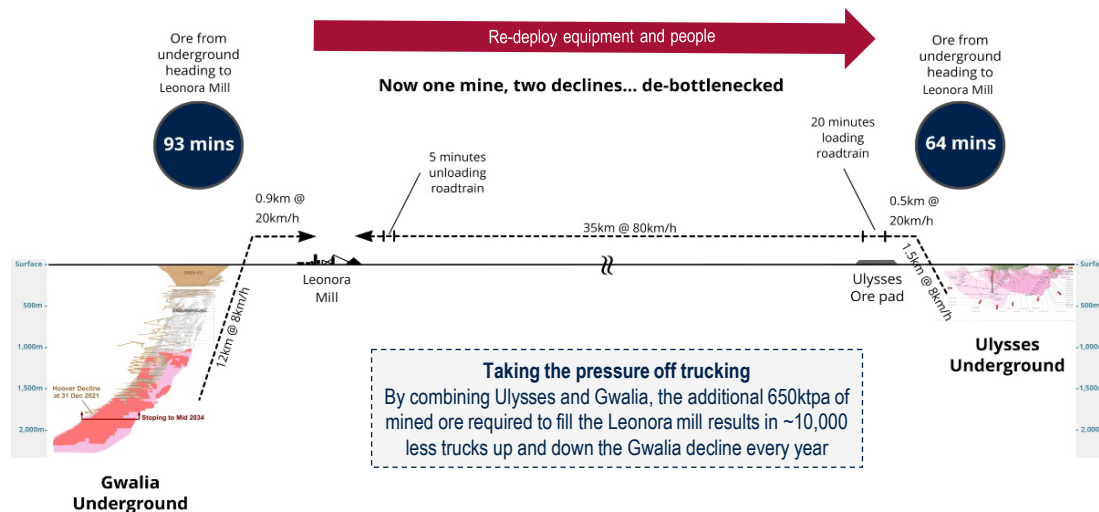 Re-deploy equipment and people
Ore from
underground
heading to
Leonora Mill
93 mins
Now one mine, two declines... de-bottlenecked
Ore from
underground
heading to
Leonora Mill
64 mins
5 minutes
unloading
roadtrain
20 minutes
loading
roadtrain
0.9km @
20km/h
35km @ 80km/h
0.5km @
20km/h
1.5km @ 8km/h
12km @ 8km/h
Surface
500m
1,000m
1,500m
2,000m
OPEN PIT
Hoover Decline
at 31 Dec 2021
Stoping to Mid 2034
Gwalia
Underground
Leonora
Mill
Ulysses
Ore pad
Ulysses
Underground
Surf
500m
1,000
1,500
2,000
Taking the pressure off trucking
By combining Ulysses and Gwalia, the additional 650ktpa of
mined ore required to fill the Leonora mill results in ~10,000
less trucks up and down the Gwalia decline every year